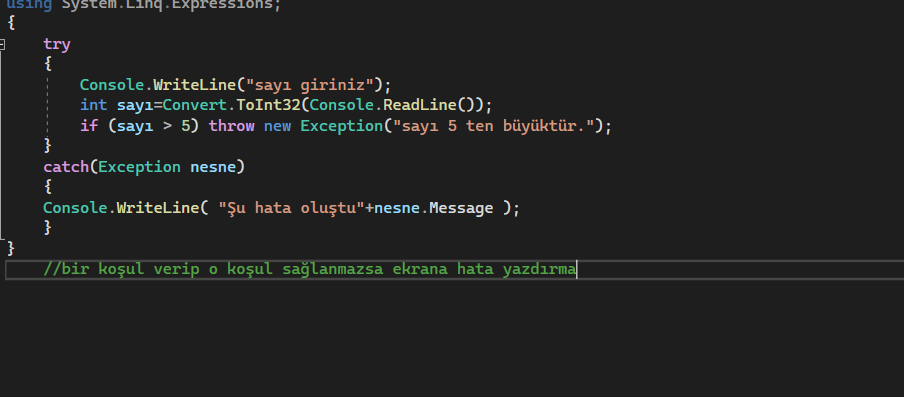 using System.Linq.Expressions;
{
try
{
Console.WriteLine("sayı giriniz");
int sayı=Convert.ToInt32(Console.ReadLine());
if (sayı > 5) throw new Exception("sayı 5 ten büyüktür.");
}
catch(Exception nesne)
{
Console.WriteLine( "Şu hata oluştu"+nesne.Message );
}
}
//bir koşul verip o koşul sağlanmazsa ekrana hata yazdırma